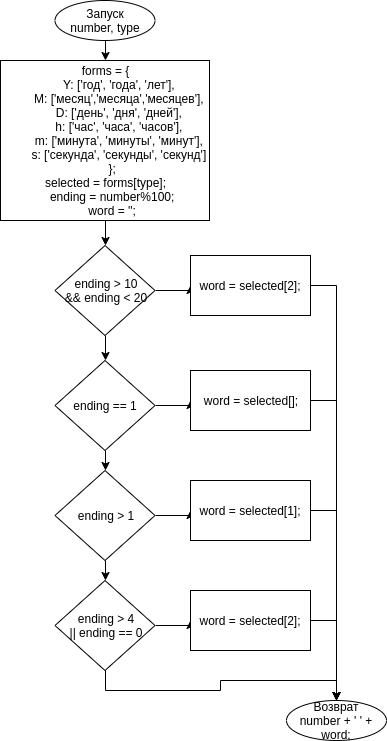 Запуск
number, type
forms = {
Y: ['год', 'года', 'лет'],
M: ['месяц','месяца','месяцев'],
D: ['день', 'дня', 'дней'],
h: ['час', 'часа', 'часов'],
m: ['минута', 'минуты', 'минут'],
s: ['секунда', 'секунды', 'секунд']
};
selected = forms[type];
ending = number%100;
word = '';
ending > 10
&& ending < 20
word = selected[2];
ending == 1
word = selected[];
ending > 1
word = selected[1];
ending > 4
|| ending == 0
word = selected[2];
Возврат
number + ' ' +
word;